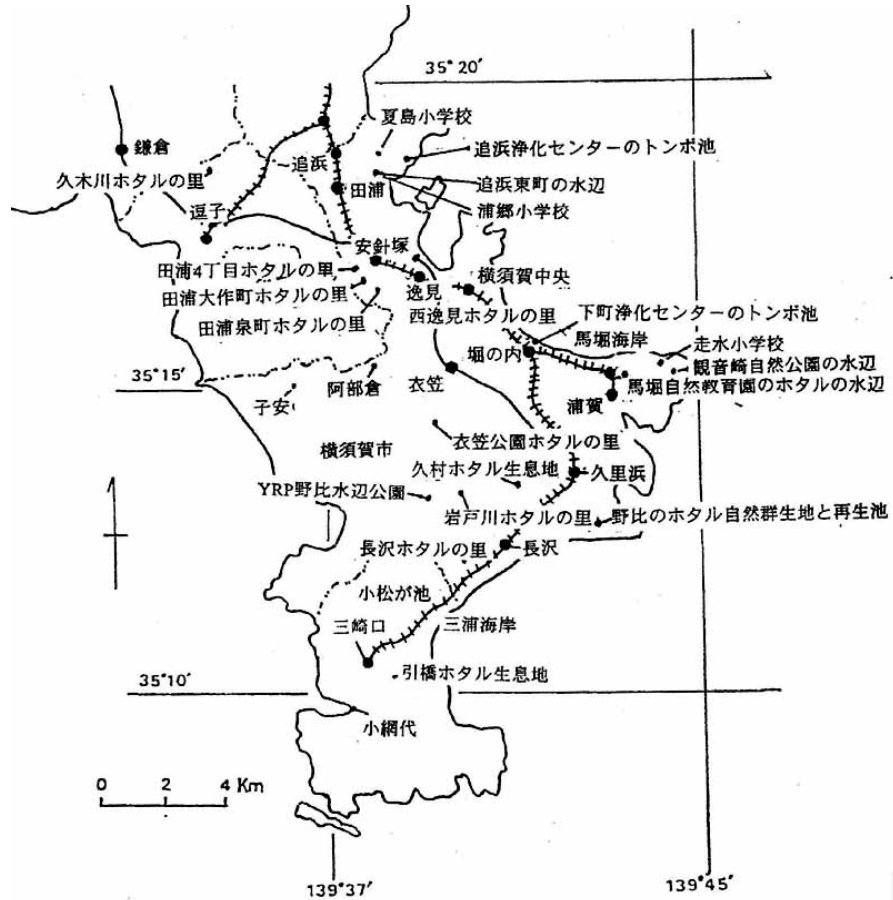 35°20′
夏島小学校
鎌倉
追浜
追浜浄化センターのトンボ池
久木川ホタルの里
田浦
追浜東町の水辺
逗子
浦郷小学校
安針塚
田浦4丁目ホタルの里
逸見
横須賀中央
田浦大作町ホタルの里
西逸見ホタルの里
田浦泉町ホタルの里
下町浄化センターのトンボ池
堀の内
馬堀海岸
走水小学校
観音崎自然公園の水辺
35°15′
阿部倉
衣笠
馬堀自然教育園のホタルの水辺
子安
浦賀
横須賀市
衣笠公園ホタルの里
久村ホタル生息地
久里浜
YRP野比水辺公園
岩戸川ホタルの里
野比のホタル自然群生地と再生池
長沢ホタルの里
長沢
小松が池
三崎口
三浦海岸
引橋ホタル生息地
35°10′
小網代
0 2 4 Km
139°37′
139°45′